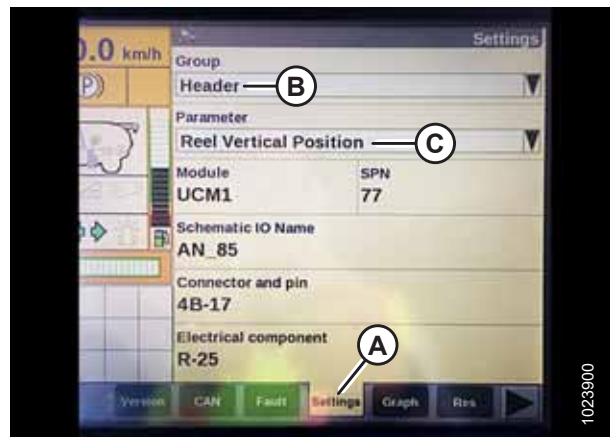 0.0 km/h
Settings
Group
Header
B
Parameter
Reel Vertical Position
C
Module
SPN
UCM1
77
Schematic IO Name
AN_85
Connector and pin
4B-17
Electrical component
R-25
A
Version
CAN
Fault
Settings
Graph
Res
1023900